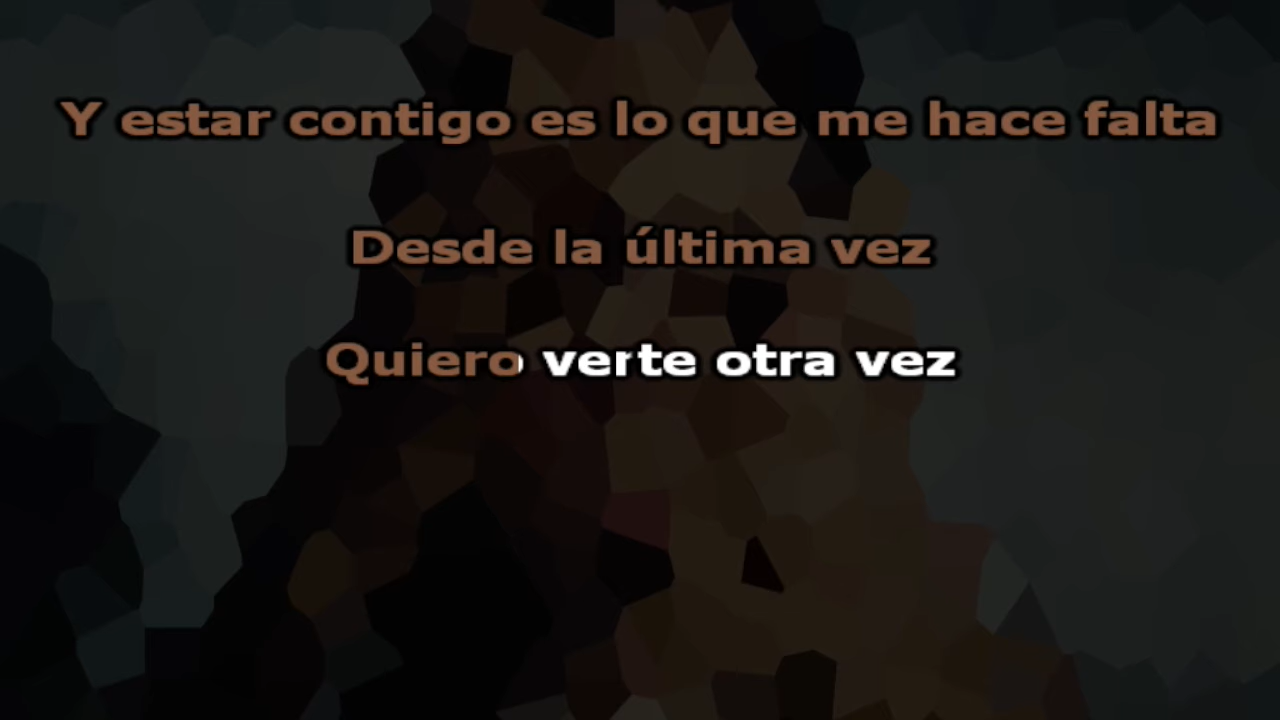 Y estar contigo es lo que me hace falta
Desde la última vez
Quiero verte otra vez